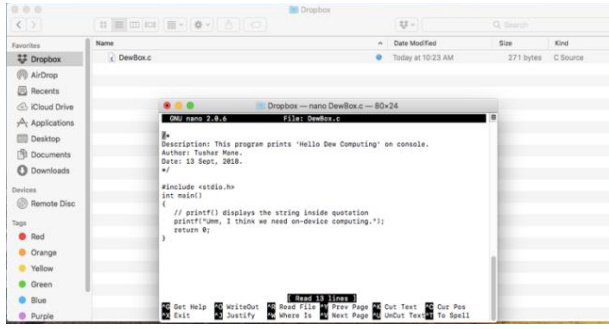 Dropbox
Search
Favorites
Dropbox
AirDrop
Recents
iCloud Drive
Applications
Desktop
Documents
Downloads
Devices
Remote Disc
Tags
Red
Orange
Yellow
Green
Blue
Purple
Name Date Modified Size Kind
DewBox.c Today at 10:23 AM 271 bytes C Source
Dropbox — nano DewBox.c — 80×24
GNU nano 2.0.6 File: DewBox.c
/*
Description: This program prints 'Hello Dew Computing' on console.
Author: Tushar Mane.
Date: 13 Sept, 2018.
*/
#include <stdio.h>
int main()
{
// printf() displays the string inside quotation
printf("Umm, I think we need on-device computing.");
return 0;
}
[ Read 13 lines ]
^G Get Help ^O WriteOut ^R Read File ^Y Prev Page ^K Cut Text ^C Cur Pos
^X Exit ^J Justify ^W Where Is ^V Next Page ^U UnCut Text ^T To Spell